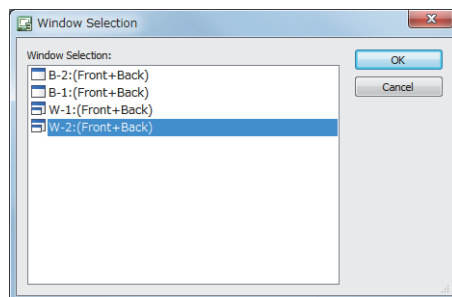 Window Selection
Window Selection:
B-2:(Front+Back)
B-1:(Front+Back)
W-1:(Front+Back)
W-2:(Front+Back)
OK
Cancel